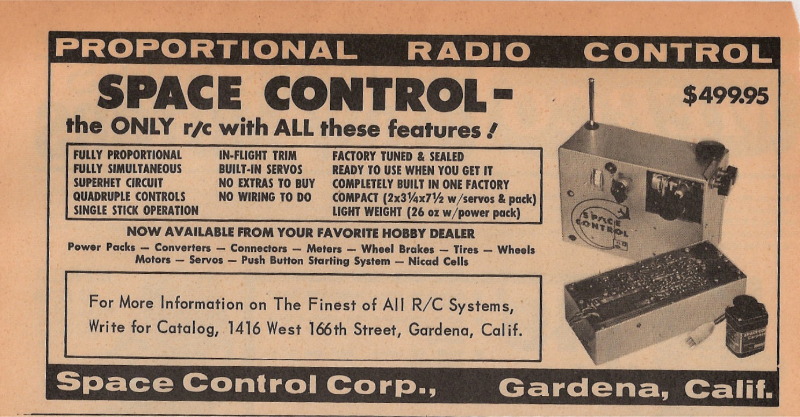 PROPORTIONAL RADIO CONTROL
SPACE CONTROL-
$499.95
the ONLY r/c with ALL these features!
FULLY PROPORTIONAL
FULLY SIMULTANEOUS
SUPERHET CIRCUIT
QUADRUPLE CONTROLS
SINGLE STICK OPERATION
IN-FLIGHT TRIM
BUILT-IN SERVOS
NO EXTRAS TO BUY
NO WIRING TO DO
FACTORY TUNED & SEALED
READY TO USE WHEN YOU GET IT
COMPLETELY BUILT IN ONE FACTORY
COMPACT (2x3¼x7½ w/servos & pack)
LIGHT WEIGHT (26 oz w/power pack)
NOW AVAILABLE FROM YOUR FAVORITE HOBBY DEALER
Power Packs — Converters — Connectors — Meters — Wheel Brakes — Tires — Wheels
Motors — Servos — Push Button Starting System — Nicad Cells
SPACE
CONTROL
For More Information on The Finest of All R/C Systems,
Write for Catalog, 1416 West 166th Street, Gardena, Calif.
Space Control Corp., Gardena, Calif.